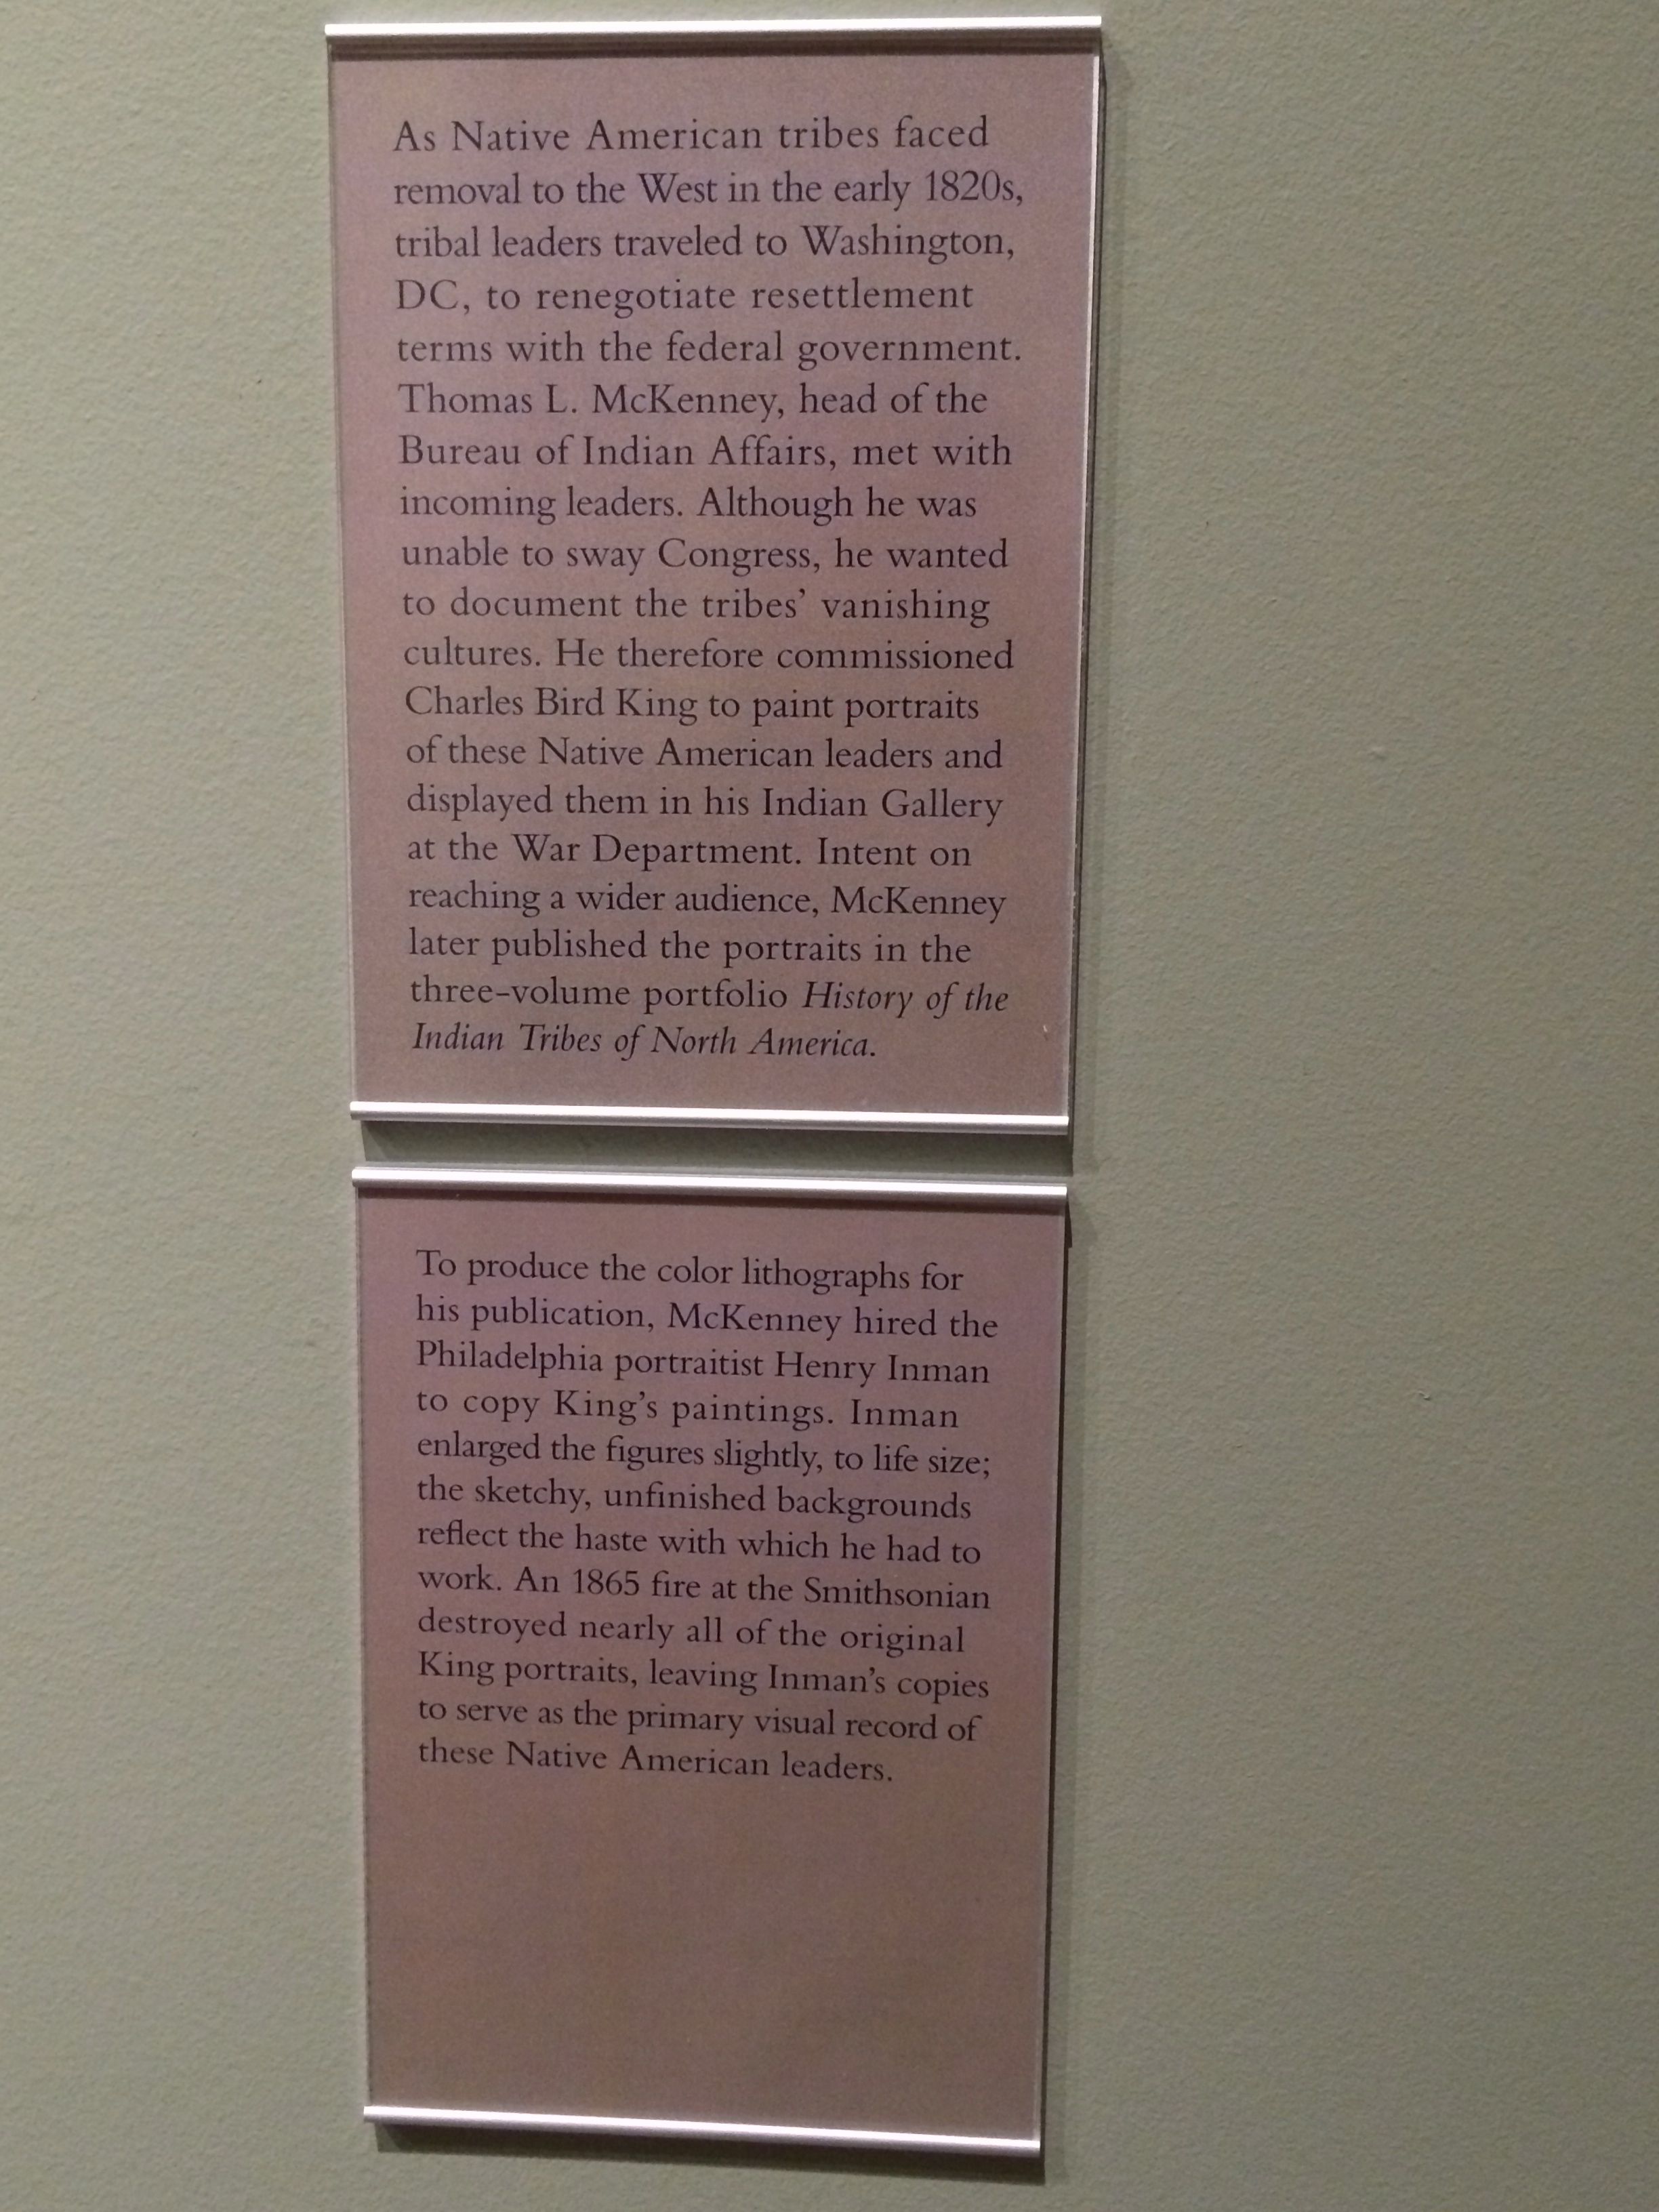 As Native American tribes faced
removal to the West in the early 1820s,
tribal leaders traveled to Washington,
DC, to renegotiate resettlement
terms with the federal government.
Thomas L. McKenney, head of the
Bureau of Indian Affairs, met with
incoming leaders. Although he was
unable to sway Congress, he wanted
to document the tribes’ vanishing
cultures. He therefore commissioned
Charles Bird King to paint portraits
of these Native American leaders and
displayed them in his Indian Gallery
at the War Department. Intent on
reaching a wider audience, McKenney
later published the portraits in the
three-volume portfolio History of the
Indian Tribes of North America.
To produce the color lithographs for
his publication, McKenney hired the
Philadelphia portraitist Henry Inman
to copy King’s paintings. Inman
enlarged the figures slightly, to life size;
the sketchy, unfinished backgrounds
reflect the haste with which he had to
work. An 1865 fire at the Smithsonian
destroyed nearly all of the original
King portraits, leaving Inman’s copies
to serve as the primary visual record of
these Native American leaders.